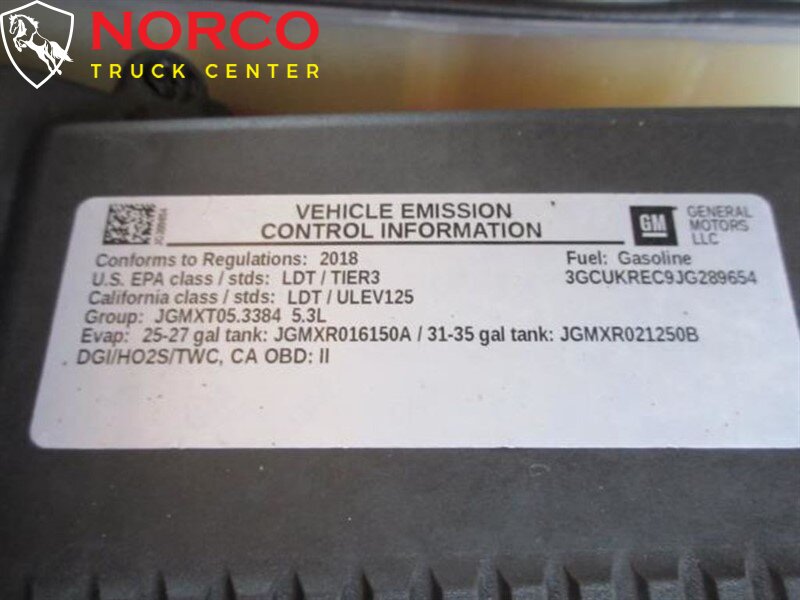 NORCO
TRUCK CENTER
VEHICLE EMISSION
CONTROL INFORMATION
GM
GENERAL
MOTORS
LLC
Conforms to Regulations: 2018
Fuel: Gasoline
U.S. EPA class / stds: LDT / TIER3
3GCUKREC9JG289654
California class / stds: LDT / ULEV125
Group: JGMXT05.3384 5.3L
Evap: 25-27 gal tank: JGMXR016150A / 31-35 gal tank: JGMXR021250B
DGI/HO2S/TWC, CA OBD: II